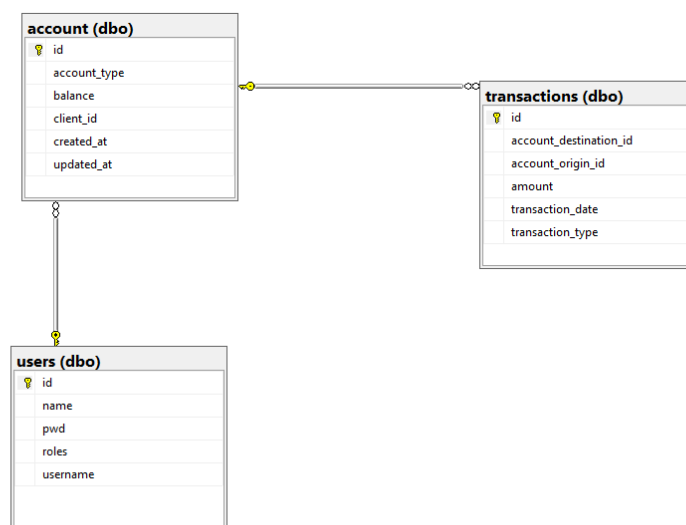 account (dbo)
id
account_type
balance
client_id
created_at
updated_at
transactions (dbo)
id
account_destination_id
account_origin_id
amount
transaction_date
transaction_type
users (dbo)
id
name
pwd
roles
username